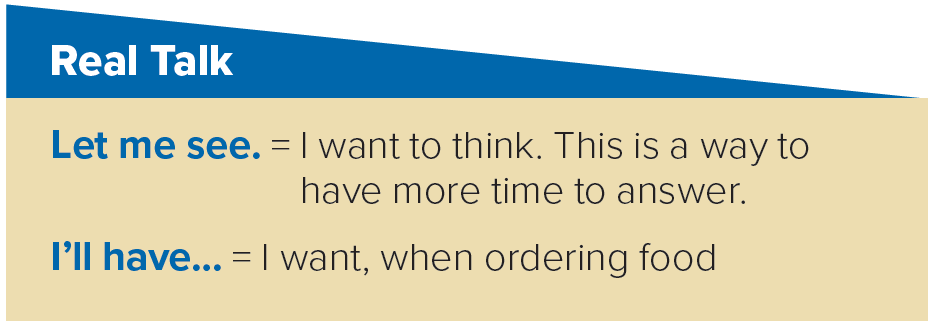 Real Talk
Let me see. = I want to think. This is a way to
have more time to answer.
I’ll have... = I want, when ordering food